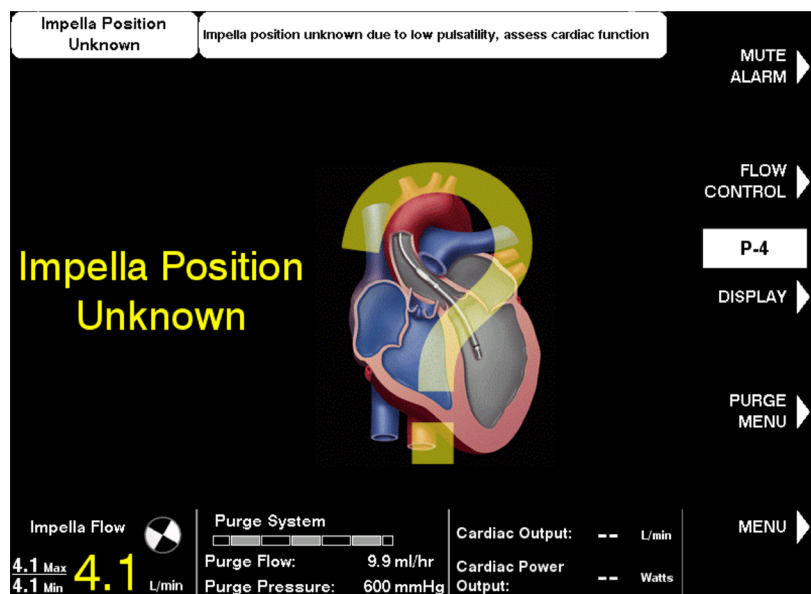 Impella Position
Unknown
Impella position unknown due to low pulsatility, assess cardiac function
MUTE
ALARM
FLOW
CONTROL
P-4
DISPLAY
PURGE
MENU
MENU
Impella Position
Unknown
?
Impella Flow
4.1 Max
4.1 Min
4.1 L/min
Purge System
Purge Flow: 9.9 ml/hr
Purge Pressure: 600 mmHg
Cardiac Output: -- L/min
Cardiac Power
Output: -- Watts